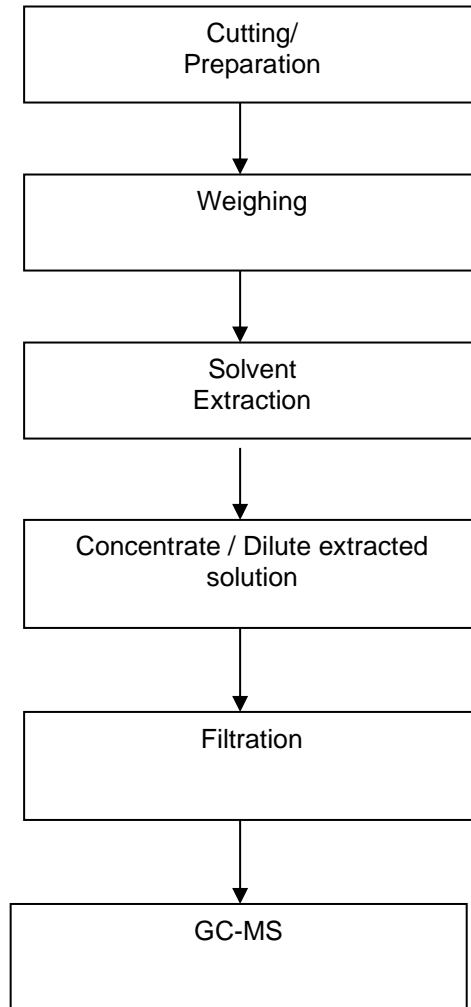 Cutting/
Preparation
Weighing
Solvent
Extraction
Concentrate / Dilute extracted
solution
Filtration
GC-MS